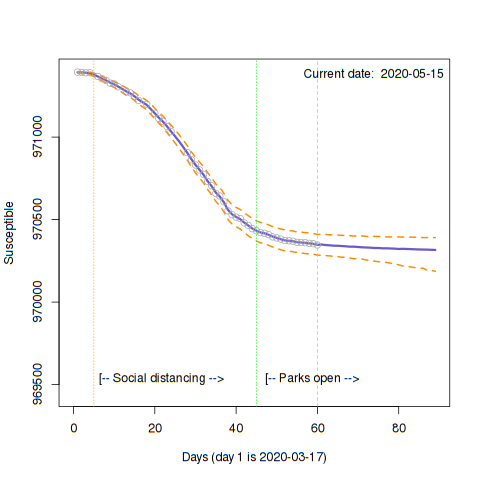 Current date: 2020-05-15
Susceptible
971000
970500
970000
969500
[-- Social distancing --> [-- Parks open -->
0 20 40 60 80
Days (day 1 is 2020-03-17)